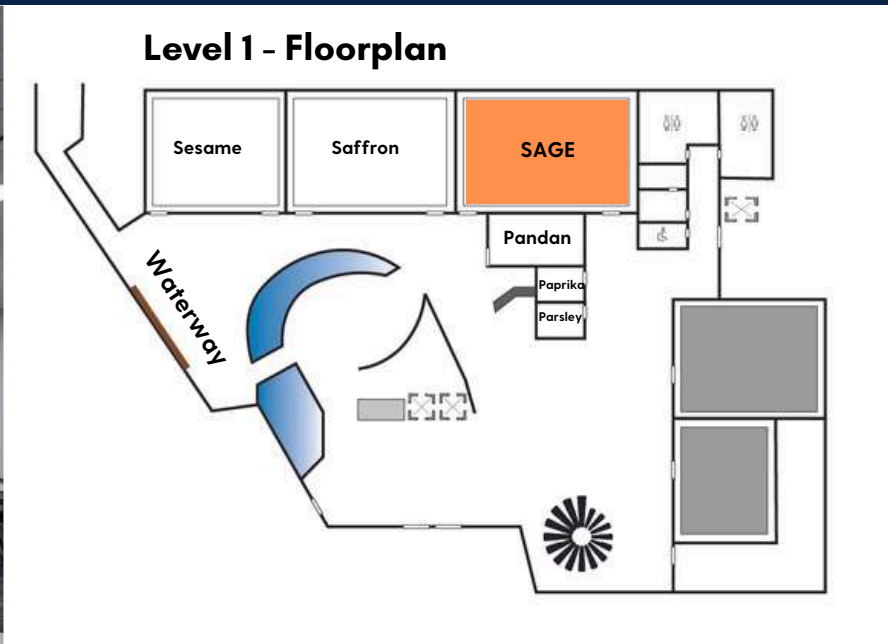 Level 1 - Floorplan
Sesame
Saffron
SAGE
Pandan
Paprika
Parsley
Waterway